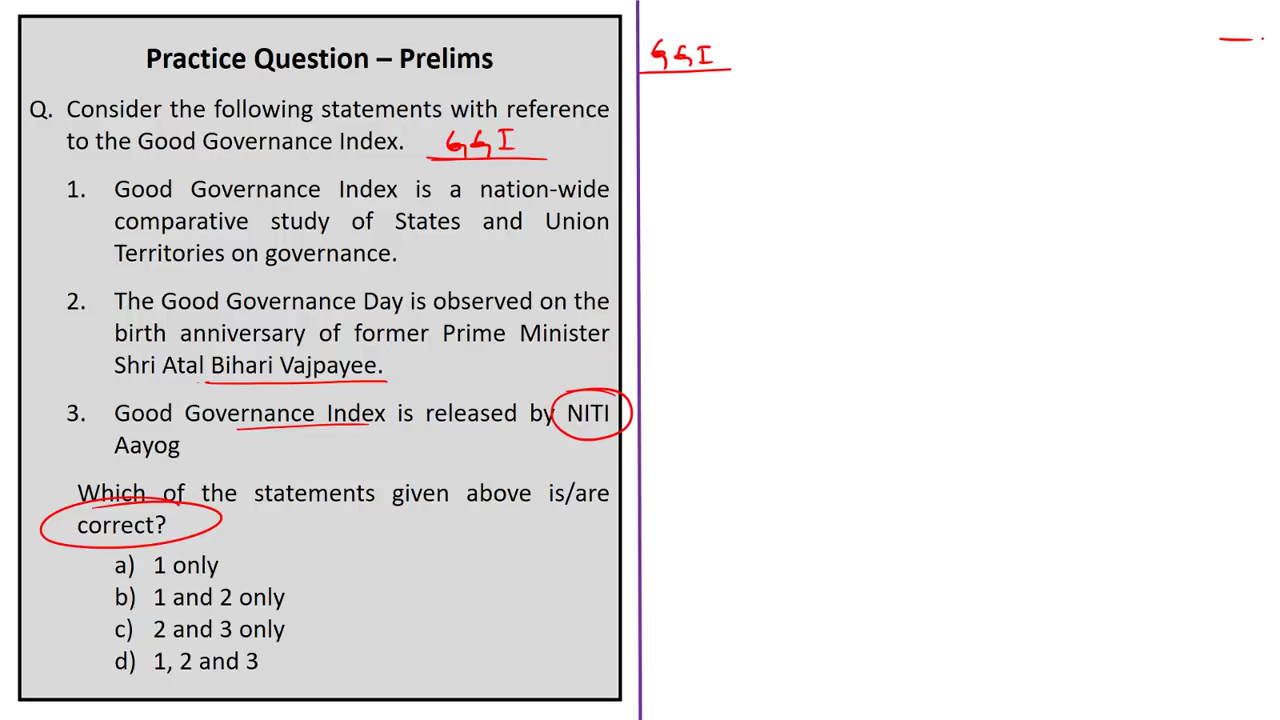 Practice Question – Prelims
Q. Consider the following statements with reference
to the Good Governance Index. GGI
1. Good Governance Index is a nation-wide
comparative study of States and Union
Territories on governance.
2. The Good Governance Day is observed on the
birth anniversary of former Prime Minister
Shri Atal Bihari Vajpayee.
3. Good Governance Index is released by NITI
Aayog
Which of the statements given above is/are
correct?
a) 1 only
b) 1 and 2 only
c) 2 and 3 only
d) 1, 2 and 3
GGI